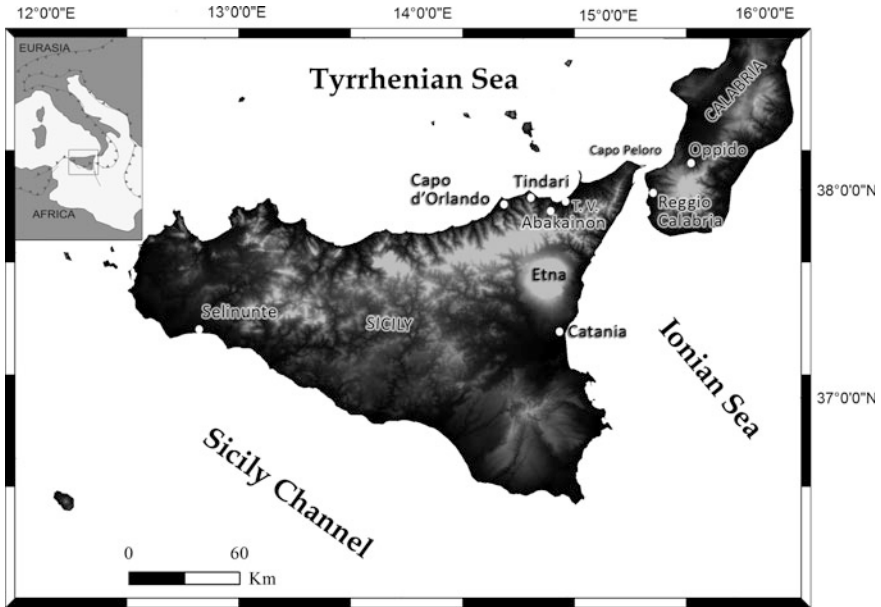 12°0'0"E 13°0'0"E 14°0'0"E 15°0'0"E 16°0'0"E
EURASIA
AFRICA
Tyrrhenian Sea
CALABRIA
Capo Peloro
Oppido
Capo
d'Orlando
Tindari
T. V.
Abakainon
Reggio
Calabria
38°0'0"N
Etna
Selinunte
SICILY
Catania
Ionian Sea
37°0'0"N
Sicily Channel
0 60
Km